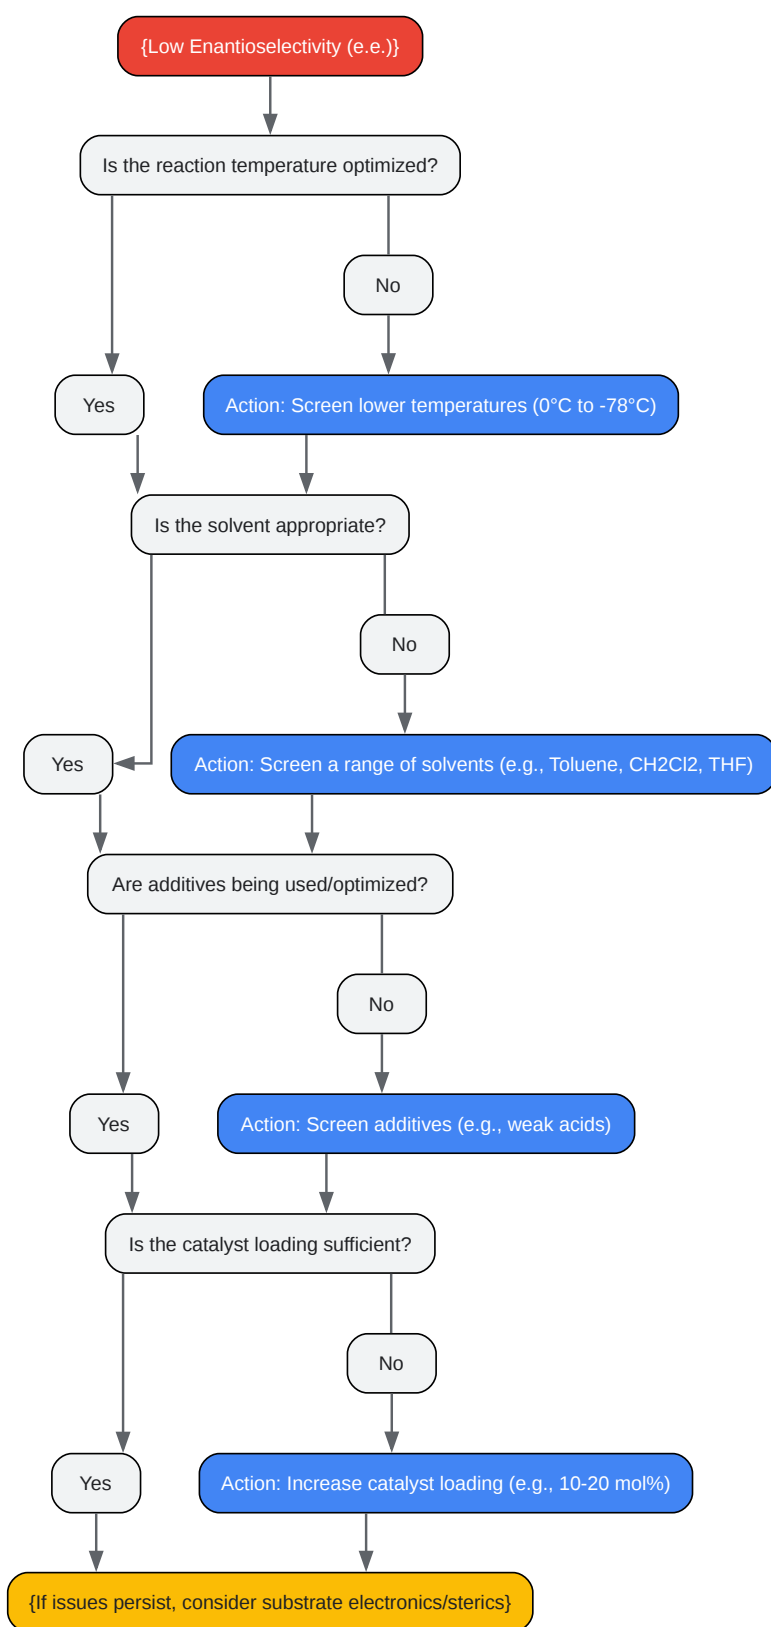 {Low Enantioselectivity (e.e.)}
Is the reaction temperature optimized?
No
Yes
Action: Screen lower temperatures (0°C to -78°C)
Is the solvent appropriate?
No
Yes
Action: Screen a range of solvents (e.g., Toluene, CH2Cl2, THF)
Are additives being used/optimized?
No
Yes
Action: Screen additives (e.g., weak acids)
Is the catalyst loading sufficient?
No
Yes
Action: Increase catalyst loading (e.g., 10-20 mol%)
{If issues persist, consider substrate electronics/sterics}